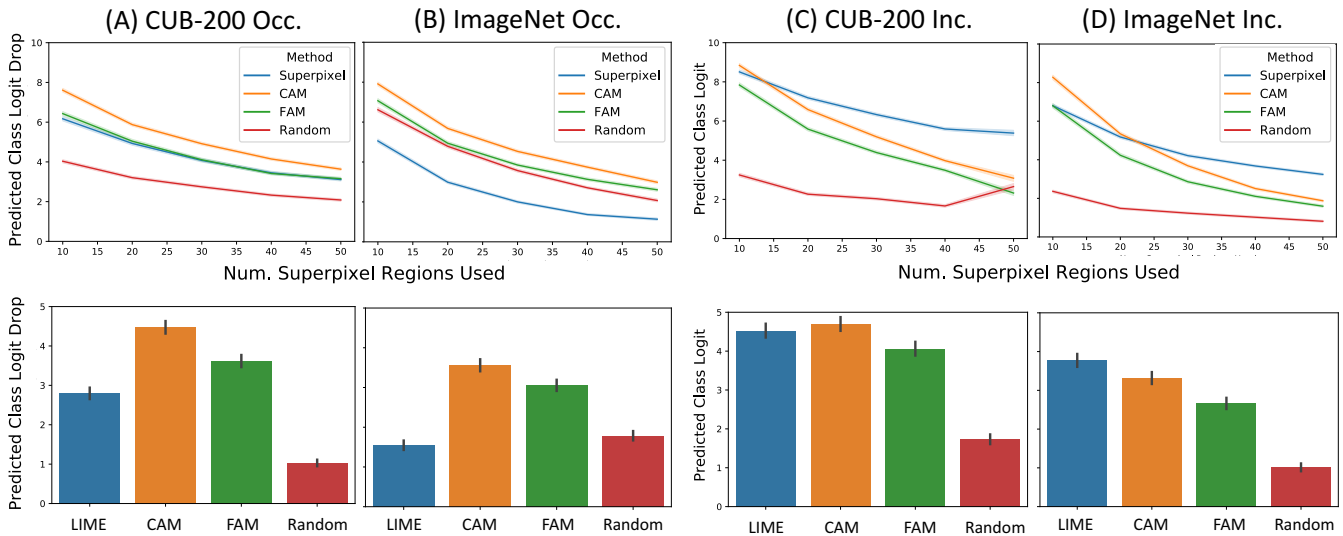 (A) CUB-200 Occ.
(B) ImageNet Occ.
(C) CUB-200 Inc.
(D) ImageNet Inc.
Predicted Class Logit Drop
10
8
6
4
2
0
Method
Superpixel
CAM
FAM
Random
10 15 20 25 30 35 40 45 50
Method
Superpixel
CAM
FAM
Random
10 15 20 25 30 35 40 45 50
Num. Superpixel Regions Used
Predicted Class Logit
10
8
6
4
2
0
Method
Superpixel
CAM
FAM
Random
10 15 20 25 30 35 40 45 50
Method
Superpixel
CAM
FAM
Random
10 15 20 25 30 35 40 45 50
Num. Superpixel Regions Used
Predicted Class Logit Drop
5
4
3
2
1
0
LIME CAM FAM Random
LIME CAM FAM Random
Predicted Class Logit
5
4
3
2
1
0
LIME CAM FAM Random
LIME CAM FAM Random